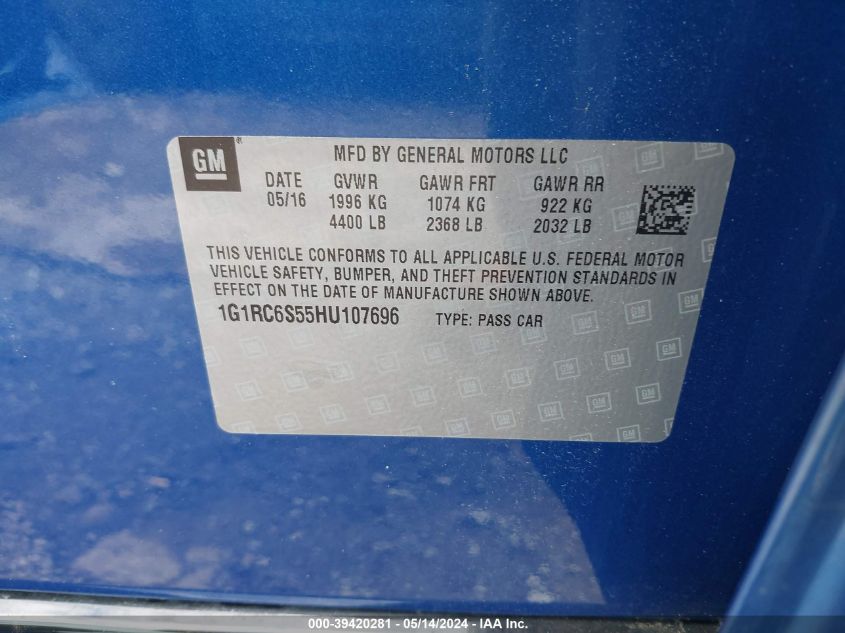 GM®
MFD BY GENERAL MOTORS LLC
DATE GVWR GAWR FRT GAWR RR
05/16 1996 KG 1074 KG 922 KG
4400 LB 2368 LB 2032 LB
THIS VEHICLE CONFORMS TO ALL APPLICABLE U.S. FEDERAL MOTOR
VEHICLE SAFETY, BUMPER, AND THEFT PREVENTION STANDARDS IN
EFFECT ON THE DATE OF MANUFACTURE SHOWN ABOVE.
1G1RC6S55HU107696 TYPE: PASS CAR
000-39420281 - 05/14/2024 - IAAI.COM